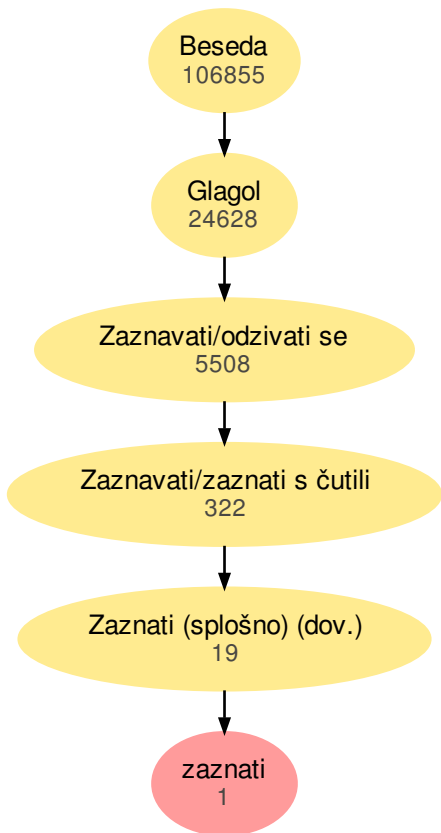 Beseda
106855
Glagol
24628
Zaznavati/odzivati se
5508
Zaznavati/zaznati s čutili
322
Zaznati (splošno) (dov.)
19
zaznati
1